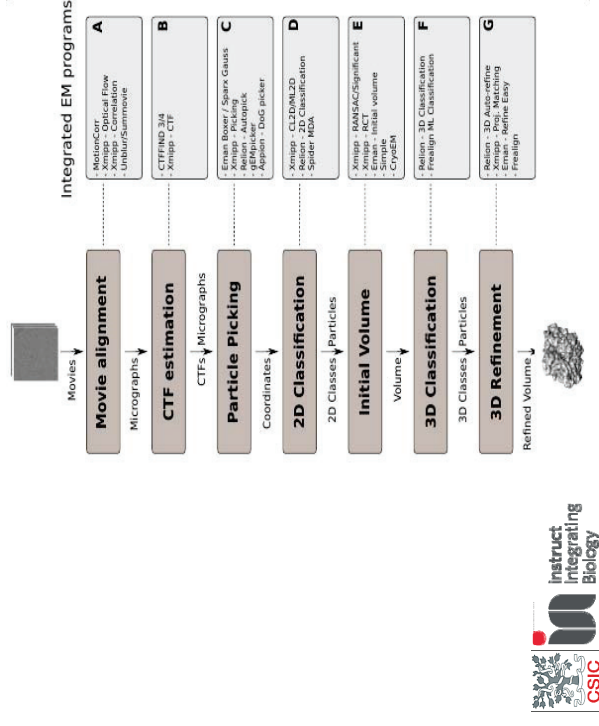 Integrated EM programs
Movies
Movie alignment
A
- MotionCorr
- Xmipp - Optical Flow
- Xmipp - Correlation
- Unblur/Summovie
Micrographs
CTF estimation
B
- CTFFIND 3/4
- Xmipp - CTF
CTFs
Micrographs
Particle Picking
C
- Eman Boxer / Sparx Gauss
- Xmipp - Picking
- Relion - Autopick
- gEMpicker
- Appion - DoG picker
Coordinates
2D Classification
D
- Xmipp - CL2D/ML2D
- Relion - 2D Classification
- Spider MDA
2D Classes
Particles
Initial Volume
E
- Xmipp - RANSAC/Significant
- Xmipp - RCT
- Eman - Initial volume
- Simple
- CryoEM
Volume
3D Classification
F
- Relion - 3D Classification
- Frealign ML Classification
3D Classes
Particles
3D Refinement
G
- Relion - 3D Auto-refine
- Xmipp - Proj. Matching
- Eman - Refine Easy
- Frealign
Refined Volume
CSIC
instruct
Integrating
Biology